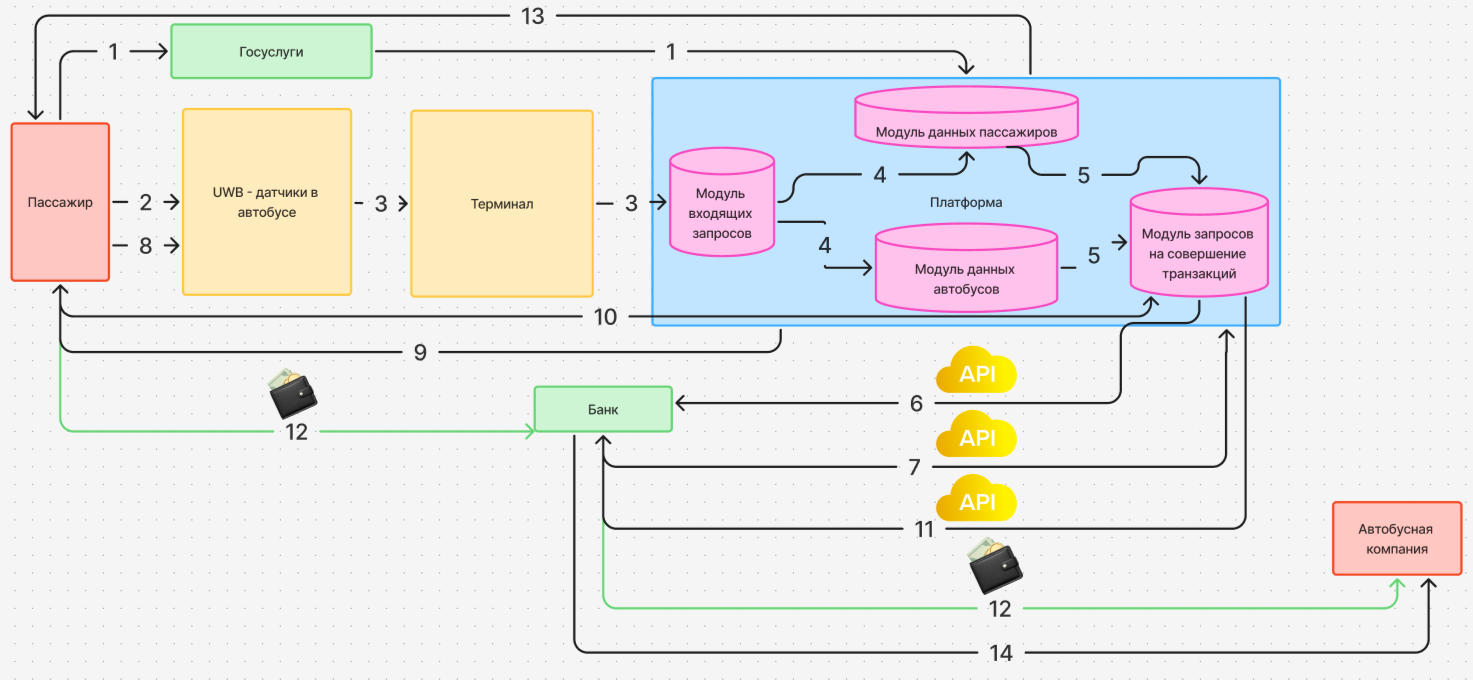 13
1
Госуслуги
1
Модуль данных пассажиров
Пассажир
2
8
UWB - датчики в
автобусе
3
Терминал
3
Модуль
входящих
запросов
4
4
5
Платформа
Модуль данных
автобусов
5
Модуль запросов
на совершение
транзакций
10
9
API
6
Банк
12
API
7
API
11
Автобусная
компания
12
14